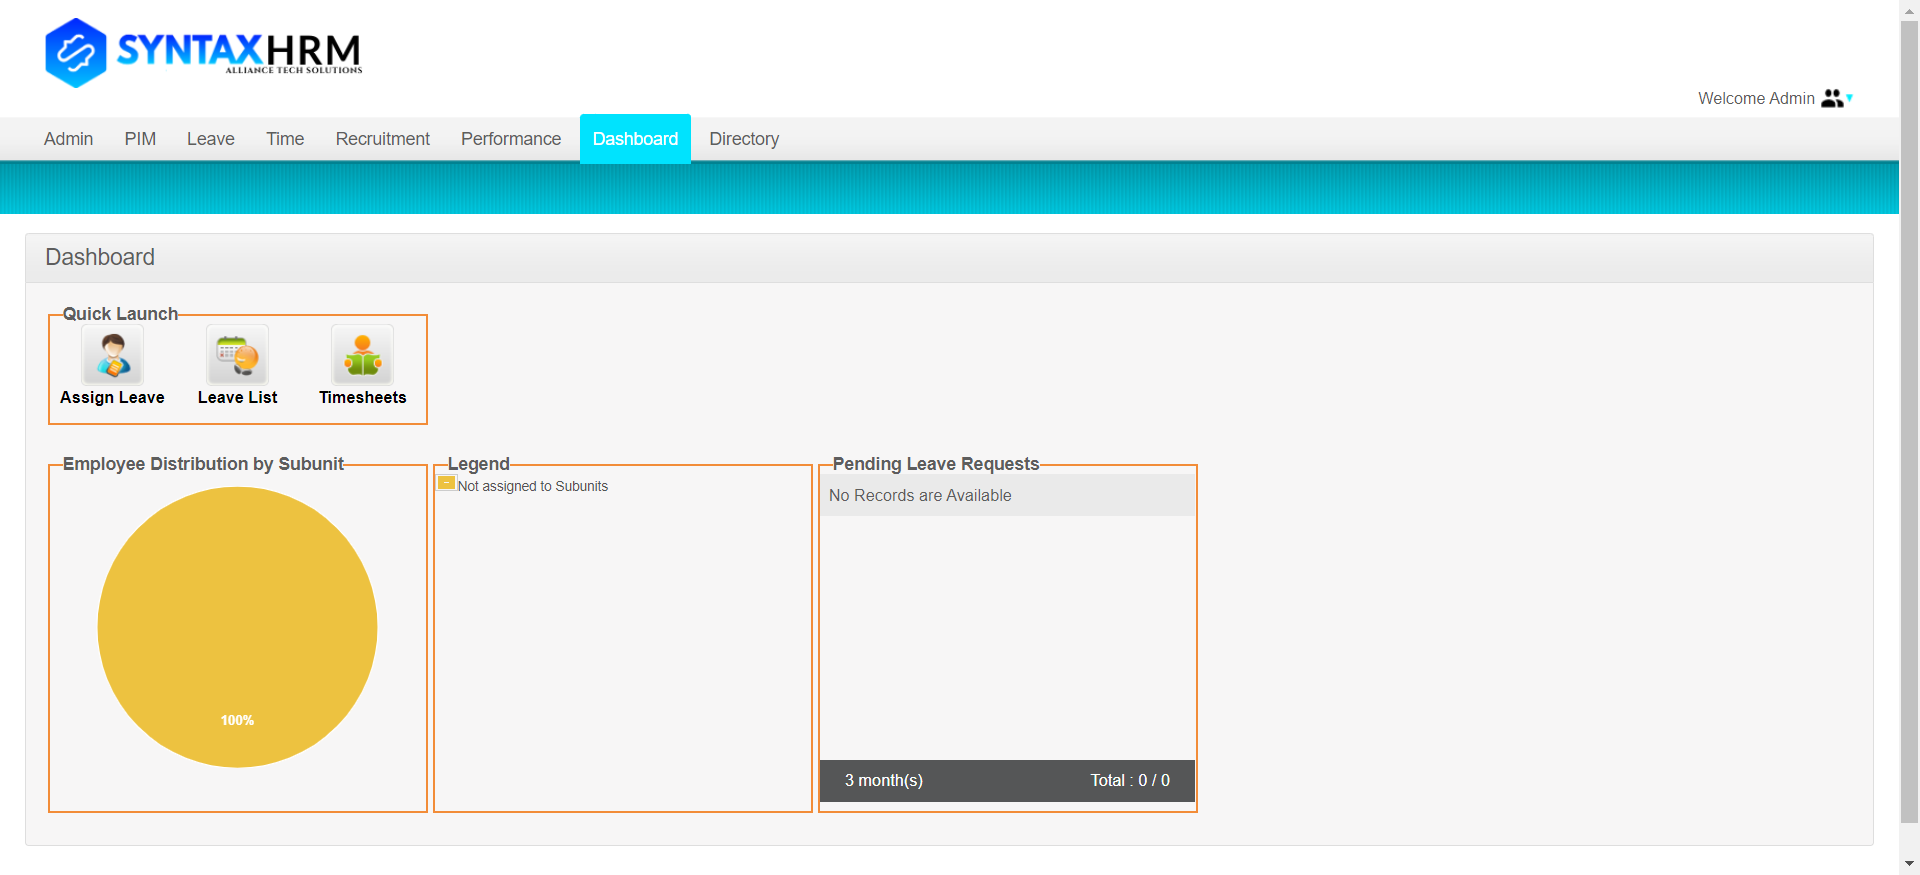 SYNTAXHRM
ALLIANCE TECH SOLUTIONS
Welcome Admin
Admin PIM Leave Time Recruitment Performance Dashboard Directory
Dashboard
Quick Launch
Assign Leave Leave List Timesheets
Employee Distribution by Subunit
100%
Legend
Not assigned to Subunits
Pending Leave Requests
No Records are Available
3 month(s) Total : 0 / 0